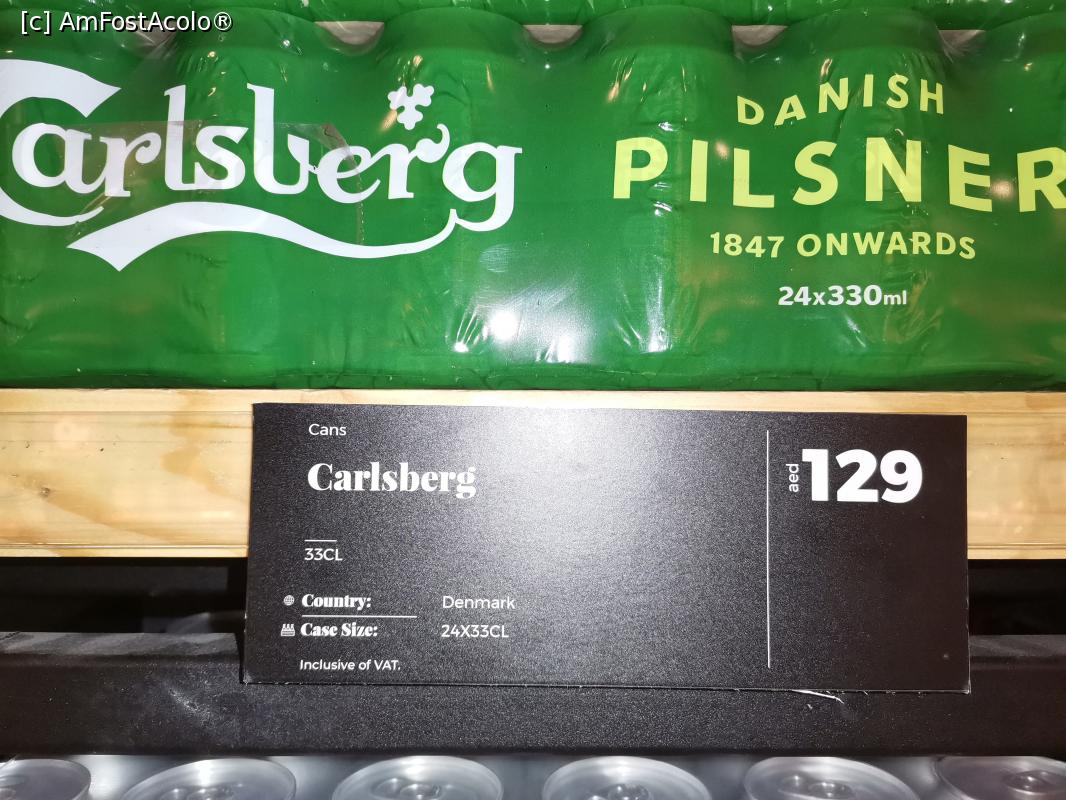 [c] AmFostAcolo®
Carlsberg
DANISH
PILSNER
1847 ONWARDS
24x330ml
Cans
Carlsberg
aed 129
33CL
Country: Denmark
Case Size: 24X33CL
Inclusive of VAT.